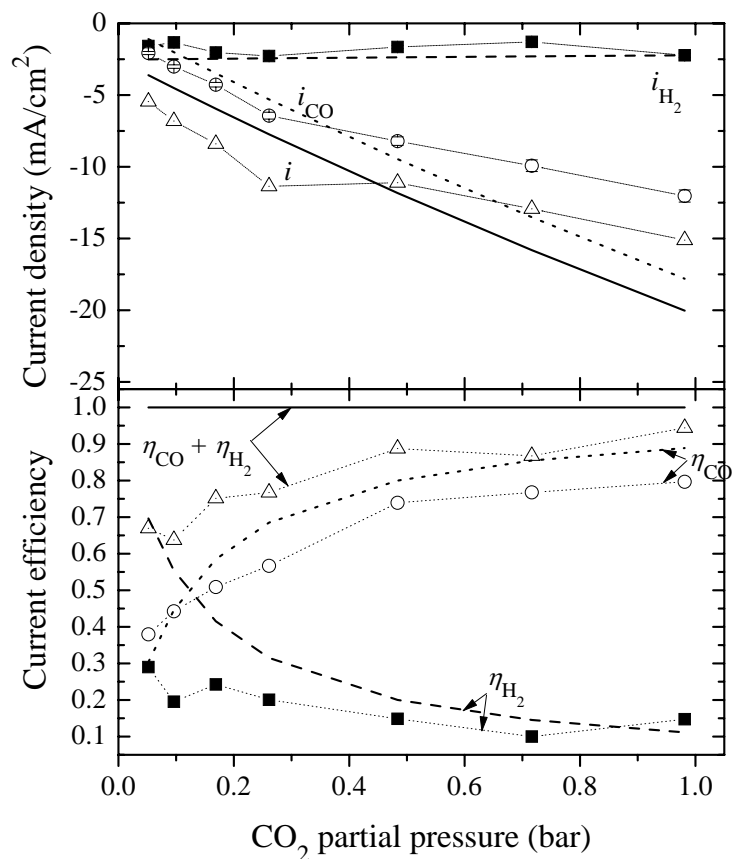 0
-5
-10
-15
-20
-25
Current density (mA/cm²)
i_CO
i_H₂
i
1.0
0.9
0.8
0.7
0.6
0.5
0.4
0.3
0.2
0.1
Current efficiency
η_CO + η_H₂
η_CO
η_H₂
0.0 0.2 0.4 0.6 0.8 1.0
CO₂ partial pressure (bar)